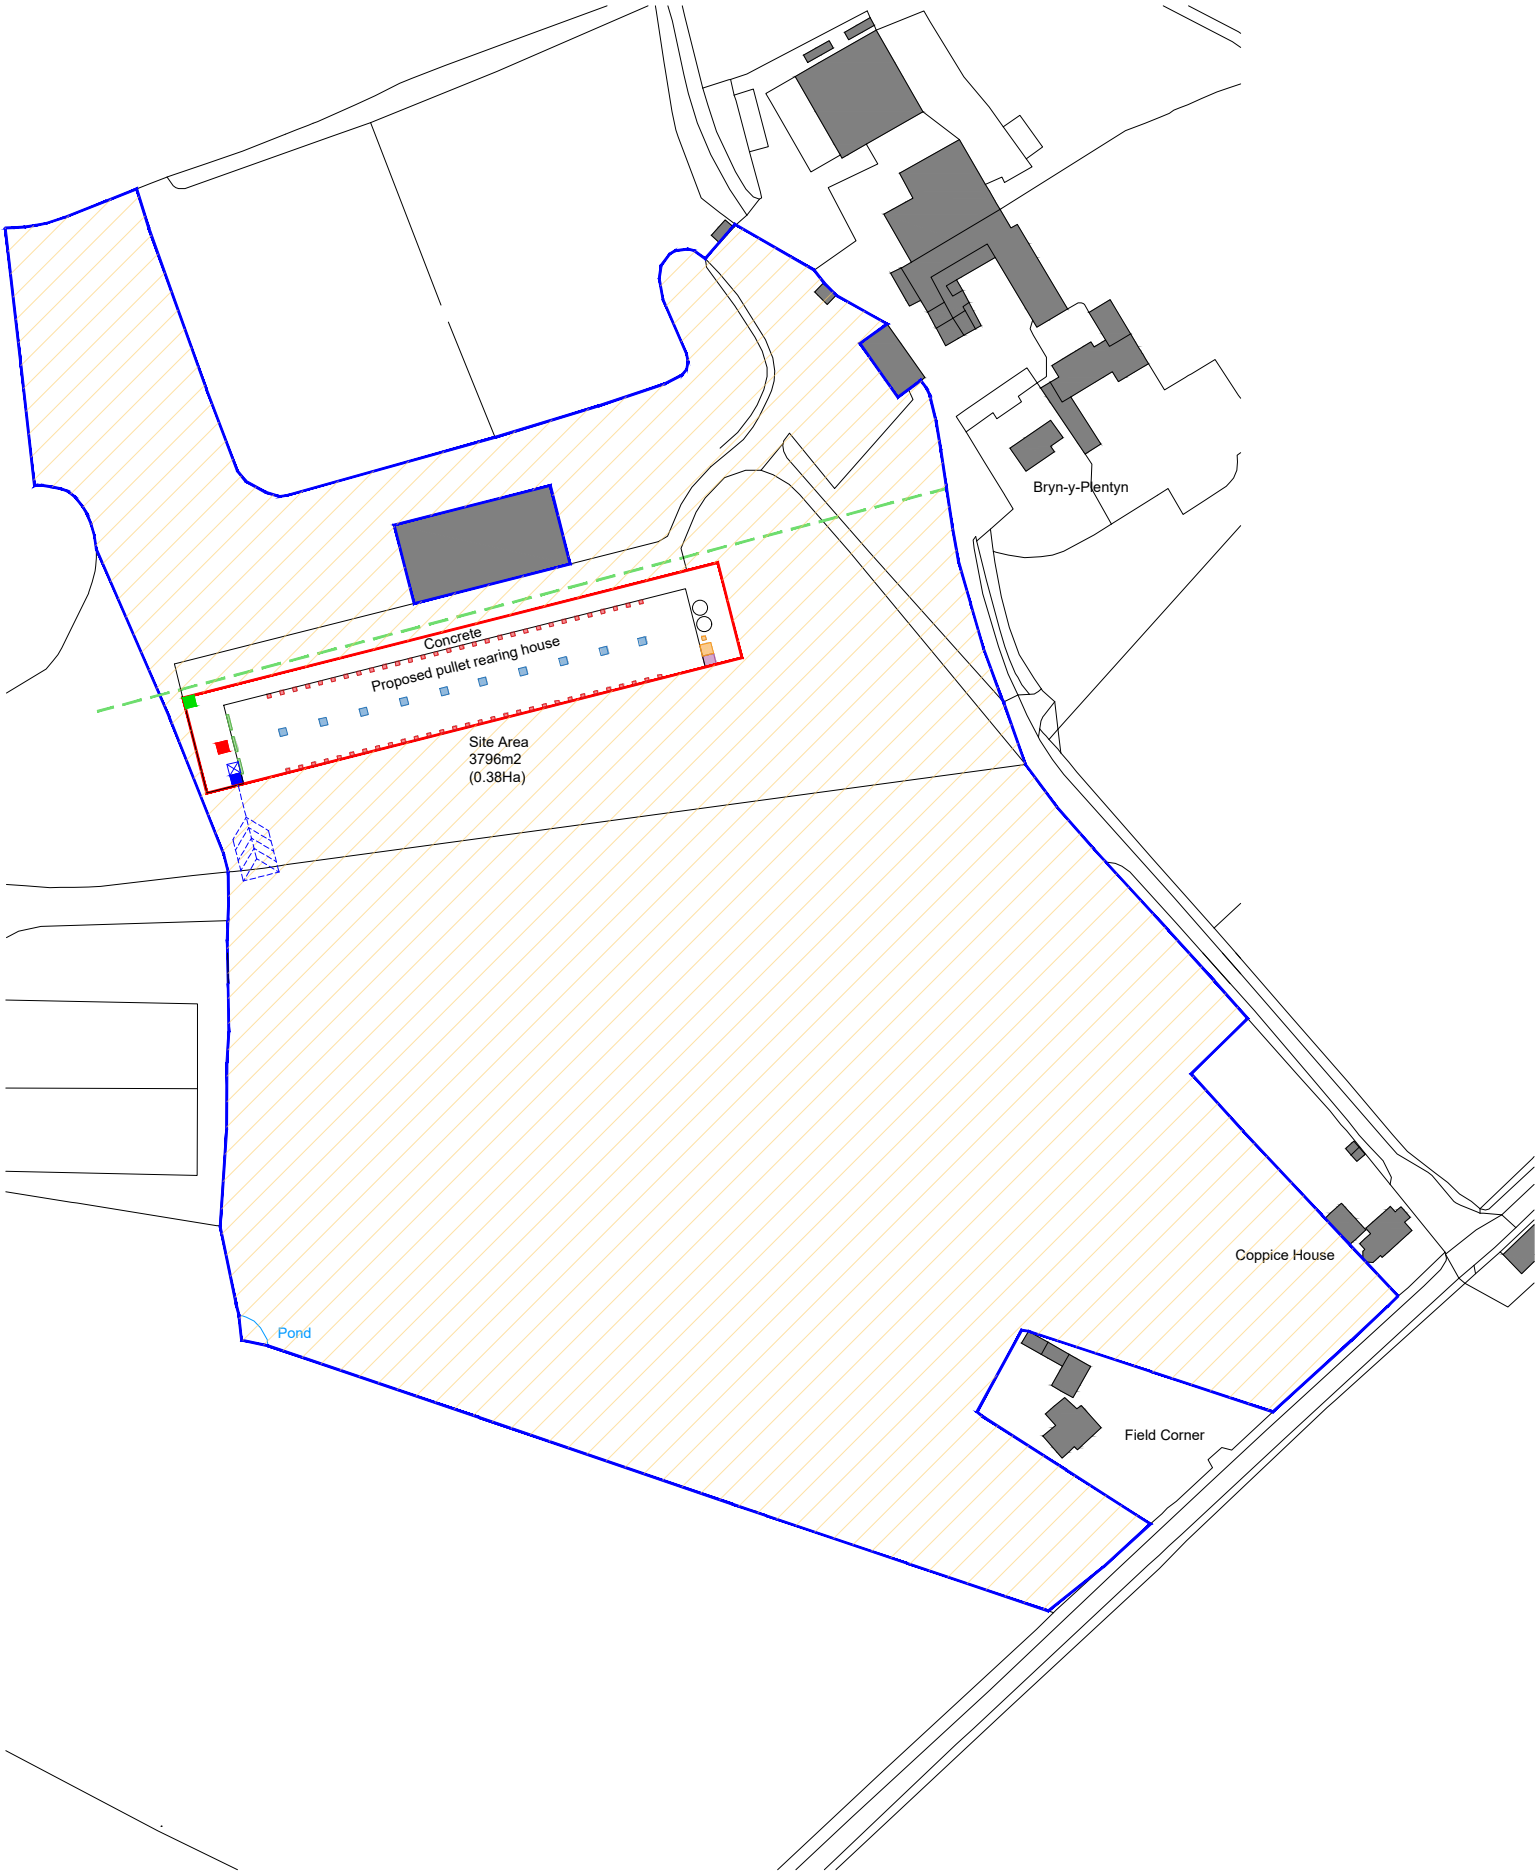 Bryn-y-Plentyn
Concrete
Proposed pullet rearing house
Site Area
3796m2
(0.38Ha)
Coppice House
Pond
Field Corner